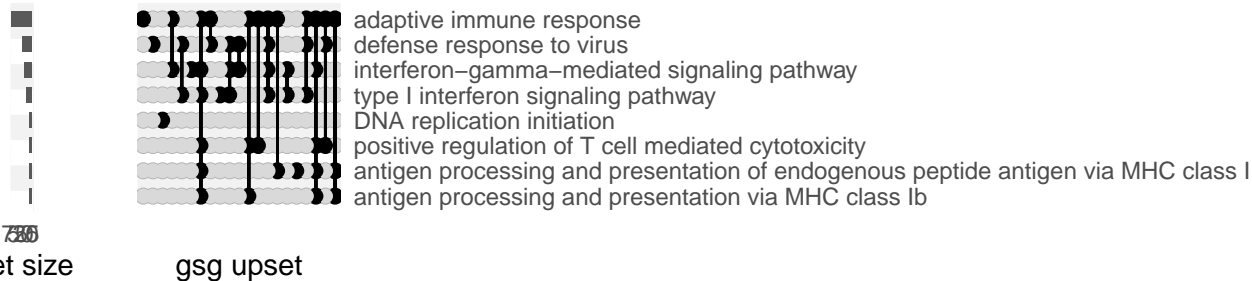 adaptive immune response
defense response to virus
interferon−gamma−mediated signaling pathway
type I interferon signaling pathway
DNA replication initiation
positive regulation of T cell mediated cytotoxicity
antigen processing and presentation of endogenous peptide antigen via MHC class I
antigen processing and presentation via MHC class Ib
et size
gsg upset